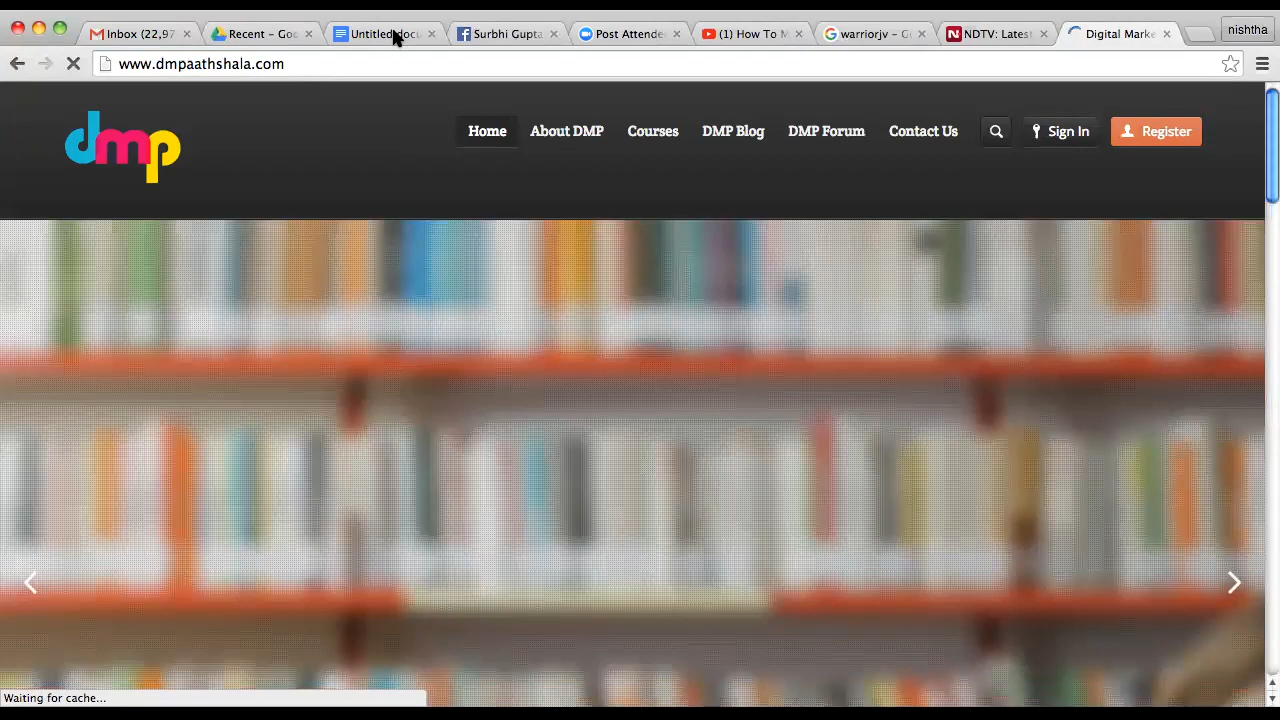 Inbox (22,97
Recent – Goo
Untitled docu
Surbhi Gupta
Post Attende
(1) How To M
warriorjv – G
NDTV: Latest
Digital Marke
nishtha
www.dmpaathshala.com
dmp
Home
About DMP
Courses
DMP Blog
DMP Forum
Contact Us
Sign In
Register
Waiting for cache...